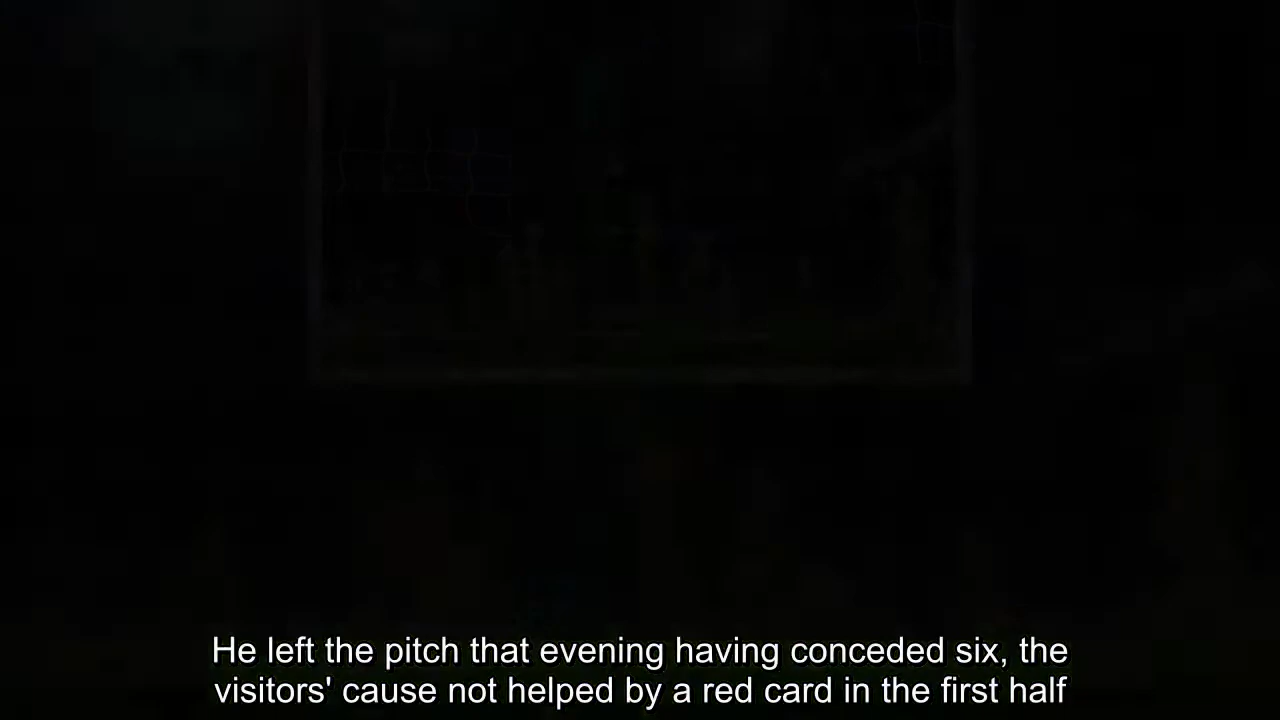 He left the pitch that evening having conceded six, the
visitors' cause not helped by a red card in the first half